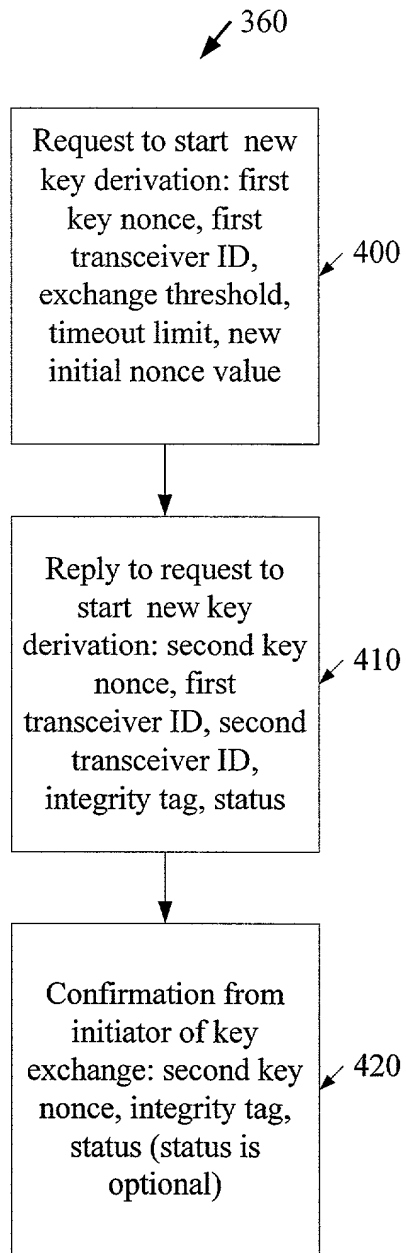 360
Request to start new
key derivation: first
key nonce, first
transceiver ID,
exchange threshold,
timeout limit, new
initial nonce value
400
Reply to request to
start new key
derivation: second key
nonce, first
transceiver ID, second
transceiver ID,
integrity tag, status
410
Confirmation from
initiator of key
exchange: second key
nonce, integrity tag,
status (status is
optional)
420